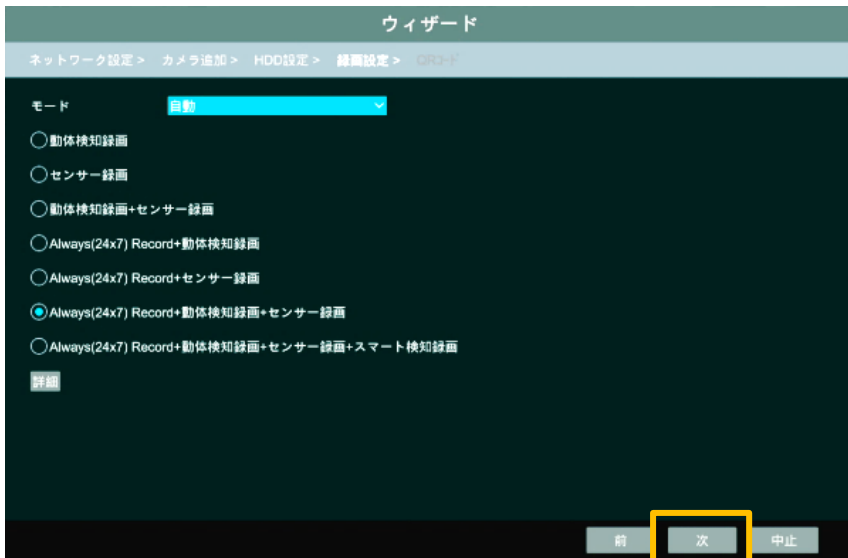 ウィザード
ネットワーク設定 > カメラ追加 > HDD設定 > 録画設定 > QRコード
モード 自動
動体検知録画
センサー録画
動体検知録画+センサー録画
Always(24x7) Record+動体検知録画
Always(24x7) Record+センサー録画
Always(24x7) Record+動体検知録画+センサー録画
Always(24x7) Record+動体検知録画+センサー録画+スマート検知録画
詳細
前 次 中止